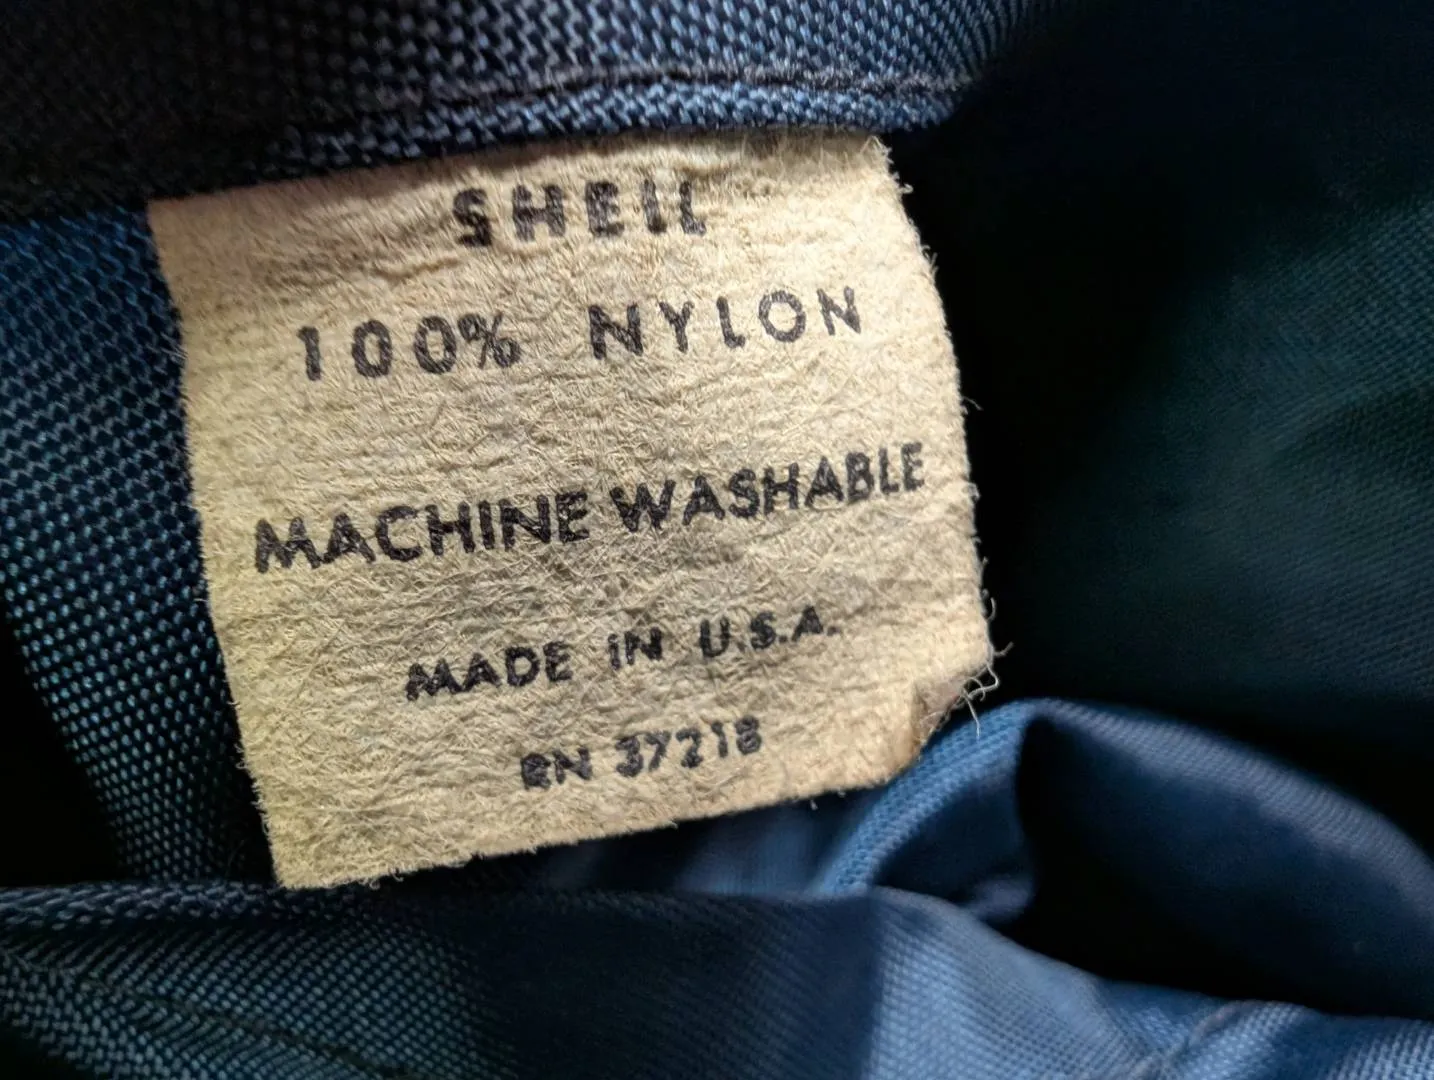 SHELL
100% NYLON
MACHINE WASHABLE
MADE IN U.S.A.
RN 37218